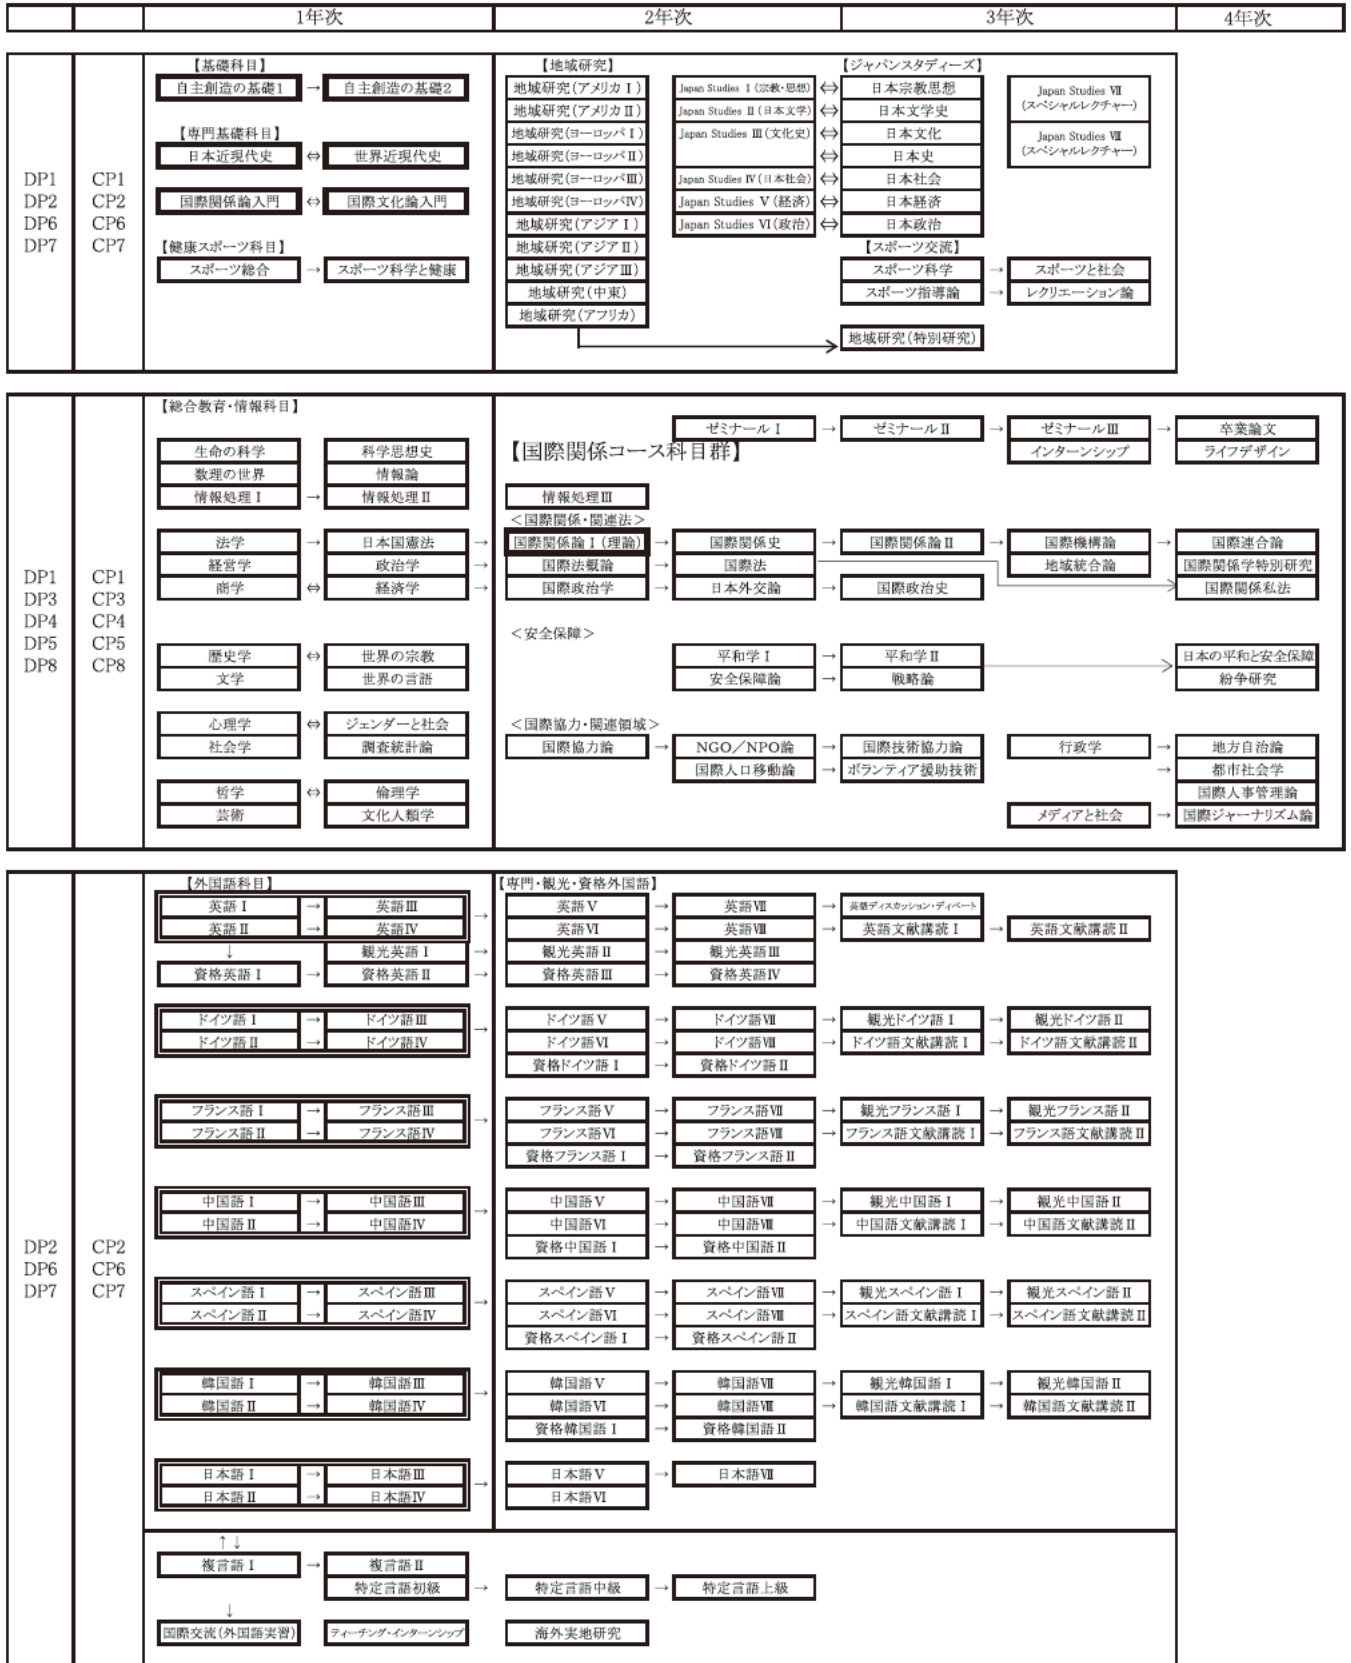 1年次 2年次 3年次 4年次
【基礎科目】 【地域研究】 【ジャパンスタディーズ】
自主創造の基礎1 → 自主創造の基礎2 地域研究(アメリカⅠ) Japan Studies Ⅰ(宗教・思想) ⇔ 日本宗教思想 Japan Studies Ⅶ
(スペシャルレクチャー)
地域研究(アメリカⅡ) Japan Studies Ⅱ(日本文学) ⇔ 日本文学史
【専門基礎科目】 地域研究(ヨーロッパⅠ) Japan Studies Ⅲ(文化史) ⇔ 日本文化 Japan Studies Ⅷ
(スペシャルレクチャー)
日本近現代史 ⇔ 世界近現代史 地域研究(ヨーロッパⅡ) ⇔ 日本史
DP1 CP1 地域研究(ヨーロッパⅢ) Japan Studies Ⅳ(日本社会) ⇔ 日本社会
DP2 CP2 国際関係論入門 ⇔ 国際文化論入門 地域研究(ヨーロッパⅣ) Japan Studies Ⅴ(経済) ⇔ 日本経済
DP6 CP6 地域研究(アジアⅠ) Japan Studies Ⅵ(政治) ⇔ 日本政治
DP7 CP7 【健康スポーツ科目】 地域研究(アジアⅡ) 【スポーツ交流】
スポーツ総合 → スポーツ科学と健康 地域研究(アジアⅢ) スポーツ科学 → スポーツと社会
地域研究(中東) スポーツ指導論 → レクリエーション論
地域研究(アフリカ)
地域研究(特別研究)
【総合教育・情報科目】
ゼミナールⅠ → ゼミナールⅡ → ゼミナールⅢ → 卒業論文
生命の科学 科学思想史 【国際関係コース科目群】 インターンシップ ライフデザイン
数理の世界 情報論
情報処理Ⅰ → 情報処理Ⅱ 情報処理Ⅲ
<国際関係・関連法>
法学 → 日本国憲法 → 国際関係論Ⅰ(理論) → 国際関係史 → 国際関係論Ⅱ → 国際機構論 → 国際連合論
経営学 政治学 → 国際法概論 → 国際法 地域統合論 国際関係学特別研究
商学 ⇔ 経済学 → 国際政治学 → 日本外交論 → 国際政治史 国際関係私法
DP1 CP1
DP3 CP3
DP4 CP4
DP5 CP5
DP8 CP8
<安全保障>
歴史学 ⇔ 世界の宗教 平和学Ⅰ → 平和学Ⅱ 日本の平和と安全保障
文学 世界の言語 安全保障論 → 戦略論 紛争研究
心理学 ⇔ ジェンダーと社会 <国際協力・関連領域>
社会学 調査統計論 国際協力論 → NGO/NPO論 → 国際技術協力論 行政学 → 地方自治論
国際人口移動論 → ボランティア援助技術 → 都市社会学
哲学 ⇔ 倫理学 国際人事管理論
芸術 文化人類学 メディアと社会 → 国際ジャーナリズム論
【外国語科目】 【専門・観光・資格外国語】
英語Ⅰ → 英語Ⅲ → 英語Ⅴ → 英語Ⅶ → 英語ディスカッション・ディベート
英語Ⅱ → 英語Ⅳ 英語Ⅵ → 英語Ⅷ → 英語文献講読Ⅰ → 英語文献講読Ⅱ
↓ 観光英語Ⅰ → 観光英語Ⅱ → 観光英語Ⅲ
資格英語Ⅰ → 資格英語Ⅱ → 資格英語Ⅲ → 資格英語Ⅳ
ドイツ語Ⅰ → ドイツ語Ⅲ → ドイツ語Ⅴ → ドイツ語Ⅶ → 観光ドイツ語Ⅰ → 観光ドイツ語Ⅱ
ドイツ語Ⅱ → ドイツ語Ⅳ ドイツ語Ⅵ → ドイツ語Ⅷ → ドイツ語文献講読Ⅰ → ドイツ語文献講読Ⅱ
資格ドイツ語Ⅰ → 資格ドイツ語Ⅱ
フランス語Ⅰ → フランス語Ⅲ → フランス語Ⅴ → フランス語Ⅶ → 観光フランス語Ⅰ → 観光フランス語Ⅱ
フランス語Ⅱ → フランス語Ⅳ フランス語Ⅵ → フランス語Ⅷ → フランス語文献講読Ⅰ → フランス語文献講読Ⅱ
資格フランス語Ⅰ → 資格フランス語Ⅱ
中国語Ⅰ → 中国語Ⅲ → 中国語Ⅴ → 中国語Ⅶ → 観光中国語Ⅰ → 観光中国語Ⅱ
中国語Ⅱ → 中国語Ⅳ 中国語Ⅵ → 中国語Ⅷ → 中国語文献講読Ⅰ → 中国語文献講読Ⅱ
DP2 CP2 資格中国語Ⅰ → 資格中国語Ⅱ
DP6 CP6
DP7 CP7 スペイン語Ⅰ → スペイン語Ⅲ → スペイン語Ⅴ → スペイン語Ⅶ → 観光スペイン語Ⅰ → 観光スペイン語Ⅱ
スペイン語Ⅱ → スペイン語Ⅳ スペイン語Ⅵ → スペイン語Ⅷ → スペイン語文献講読Ⅰ → スペイン語文献講読Ⅱ
資格スペイン語Ⅰ → 資格スペイン語Ⅱ
韓国語Ⅰ → 韓国語Ⅲ → 韓国語Ⅴ → 韓国語Ⅶ → 観光韓国語Ⅰ → 観光韓国語Ⅱ
韓国語Ⅱ → 韓国語Ⅳ 韓国語Ⅵ → 韓国語Ⅷ → 韓国語文献講読Ⅰ → 韓国語文献講読Ⅱ
資格韓国語Ⅰ → 資格韓国語Ⅱ
日本語Ⅰ → 日本語Ⅲ → 日本語Ⅴ → 日本語Ⅶ
日本語Ⅱ → 日本語Ⅳ 日本語Ⅵ
↑↓
複言語Ⅰ → 複言語Ⅱ
特定言語初級 → 特定言語中級 → 特定言語上級
↓
国際交流(外国語実習) ティーチング・インターンシップ 海外実地研究